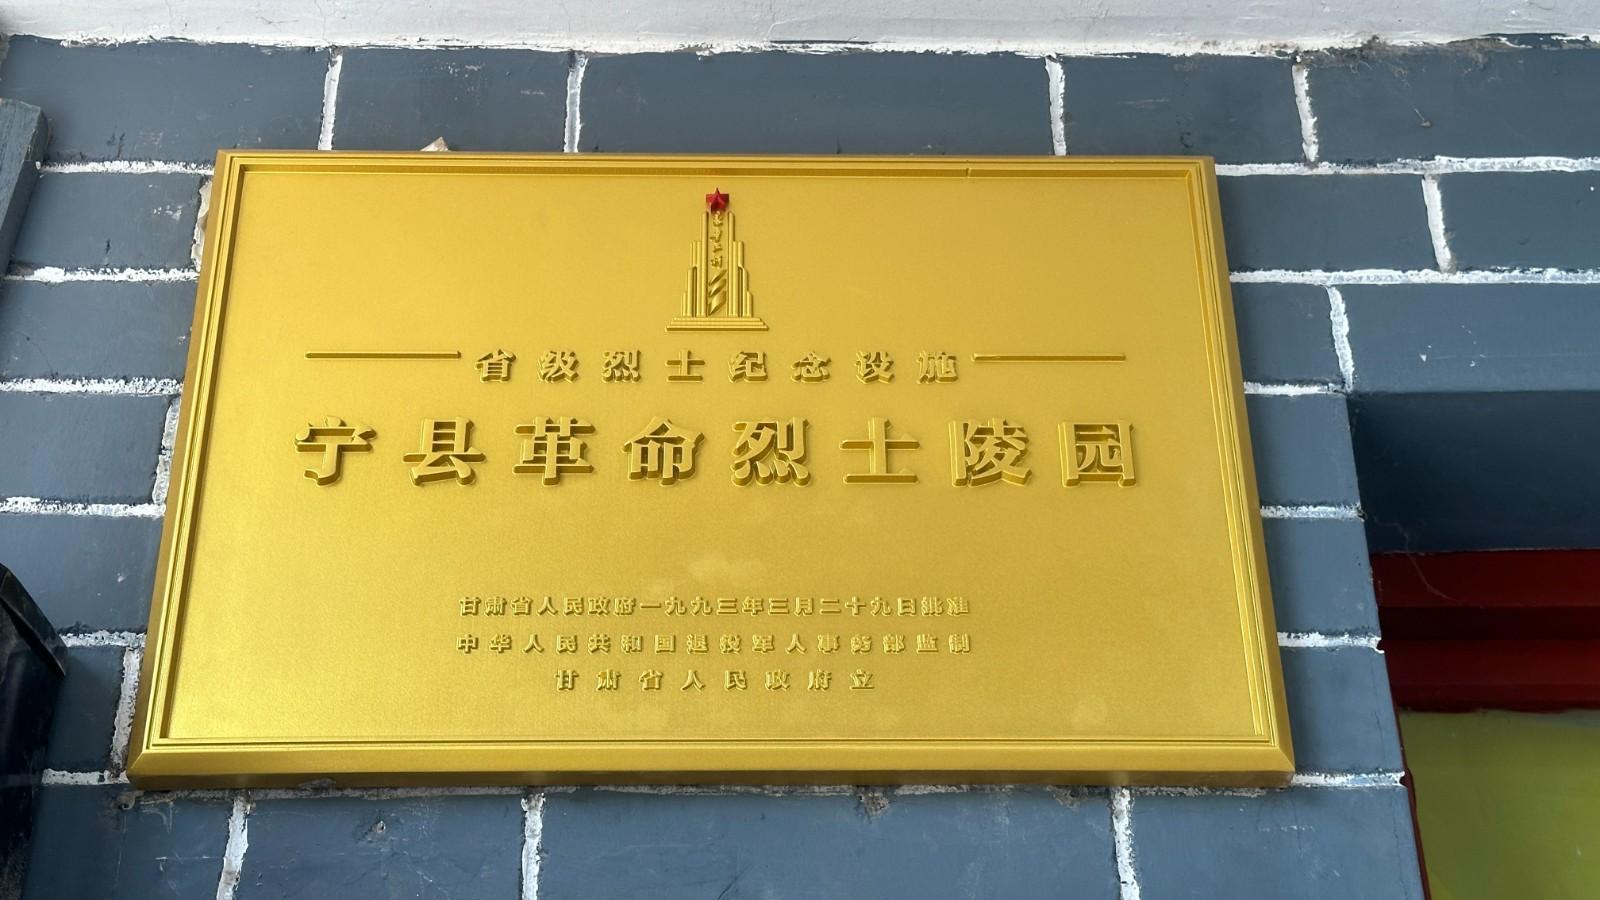 省级烈士纪念设施
宁县革命烈士陵园
甘肃省人民政府一九九三年三月二十九日批准
中华人民共和国退役军人事务部监制
甘肃省人民政府立